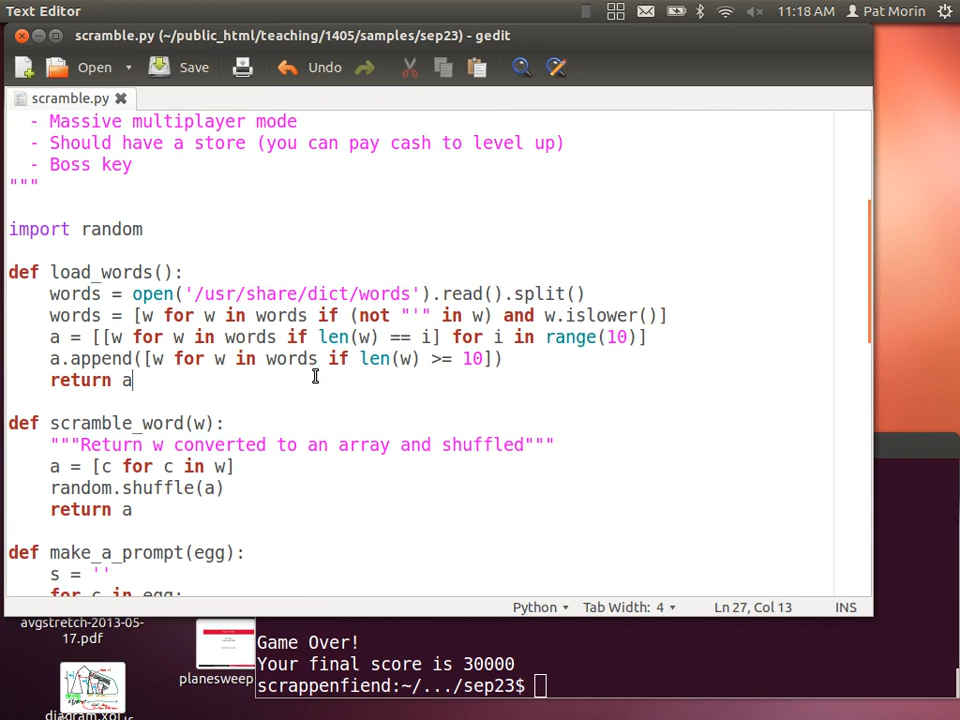 Text Editor 11:18 AM Pat Morin
scramble.py (~/public_html/teaching/1405/samples/sep23) - gedit
Open Save Undo
scramble.py
- Massive multiplayer mode
- Should have a store (you can pay cash to level up)
- Boss key
"""
import random
def load_words():
words = open('/usr/share/dict/words').read().split()
words = [w for w in words if (not "'" in w) and w.islower()]
a = [[w for w in words if len(w) == i] for i in range(10)]
a.append([w for w in words if len(w) >= 10])
return a
def scramble_word(w):
"""Return w converted to an array and shuffled"""
a = [c for c in w]
random.shuffle(a)
return a
def make_a_prompt(egg):
s = ''
for c in egg:
Python Tab Width: 4 Ln 27, Col 13 INS
avgstretch-2013-05-
17.pdf
planesweep
diagram.xoj
Game Over!
Your final score is 30000
scrappenfiend:~/.../sep23$